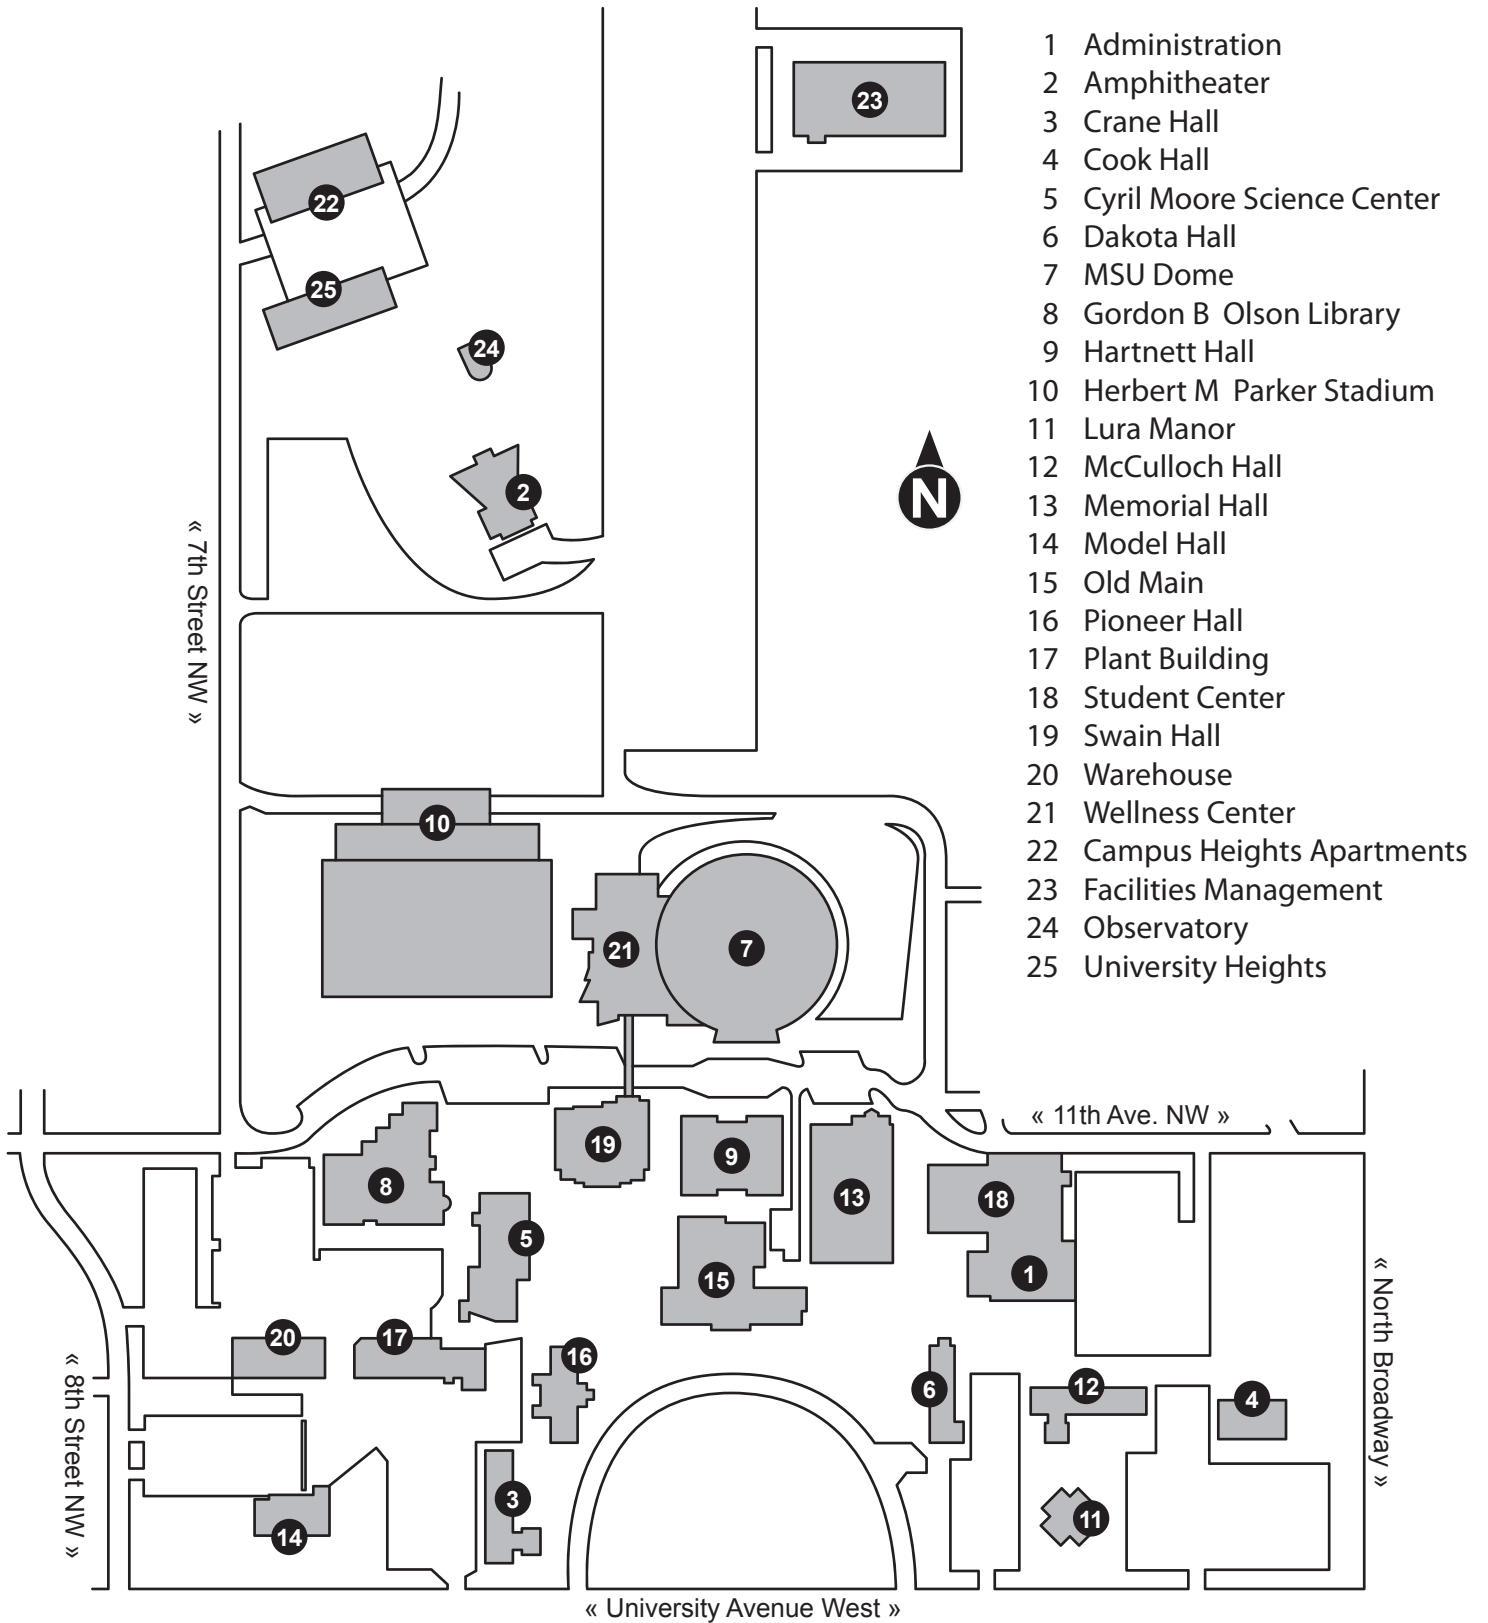 1 Administration
2 Amphitheater
3 Crane Hall
4 Cook Hall
5 Cyril Moore Science Center
6 Dakota Hall
7 MSU Dome
8 Gordon B Olson Library
9 Hartnett Hall
10 Herbert M Parker Stadium
11 Lura Manor
12 McCulloch Hall
13 Memorial Hall
14 Model Hall
15 Old Main
16 Pioneer Hall
17 Plant Building
18 Student Center
19 Swain Hall
20 Warehouse
21 Wellness Center
22 Campus Heights Apartments
23 Facilities Management
24 Observatory
25 University Heights
N
23
22
25
24
2
« 7th Street NW »
10
21
7
« 11th Ave. NW »
19
9
8
13
18
5
1
15
« North Broadway »
20
17
16
6
12
4
« 8th Street NW »
3
11
14
« University Avenue West »